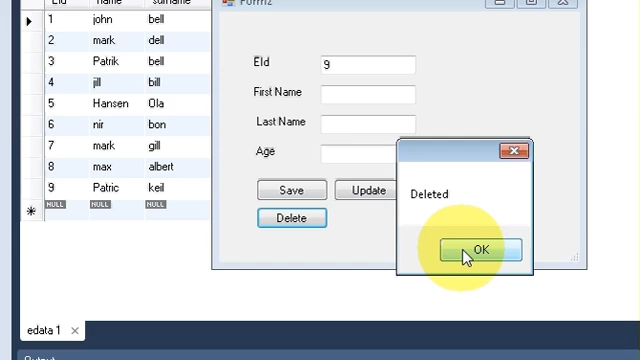 EId name surname
1 john bell
2 mark dell
3 Patrik bell
4 jill bill
5 Hansen Ola
6 nir bon
7 mark gill
8 max albert
9 Patric keil
NULL NULL NULL
Form2
EId 9
First Name
Last Name
Age
Save Update
Delete
Deleted
OK
edata 1
Output